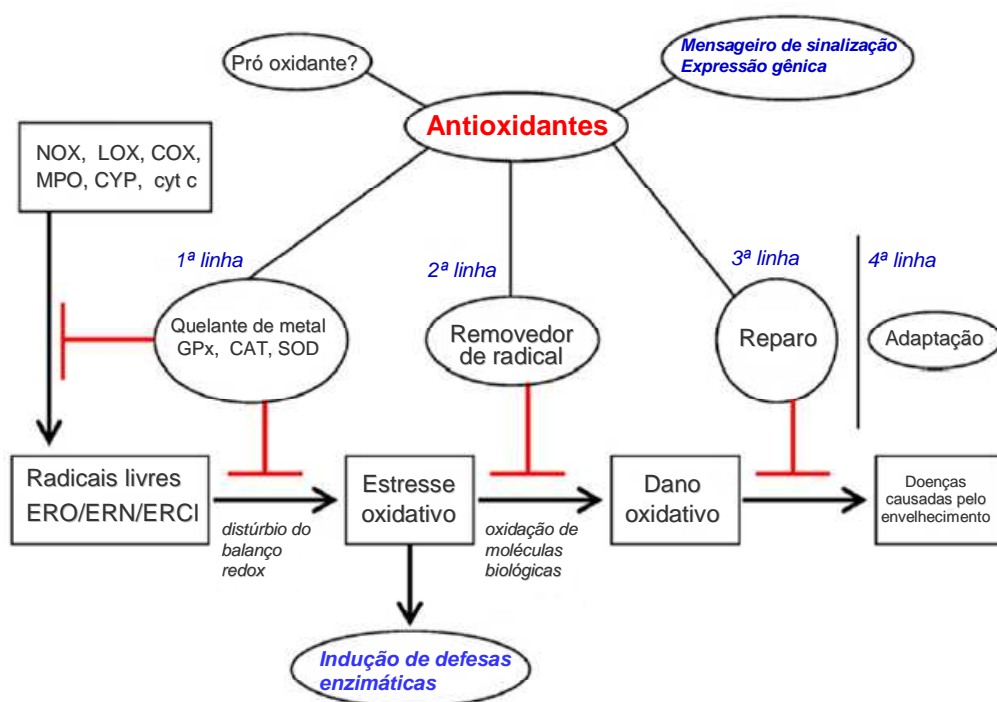 Pró oxidante?
Mensageiro de sinalização
Expressão gênica
Antioxidantes
NOX, LOX, COX,
MPO, CYP, cyt c
1ª linha
2ª linha
3ª linha
4ª linha
Quelante de metal
GPx, CAT, SOD
Removedor
de radical
Reparo
Adaptação
Radicais livres
ERO/ERN/ERCl
distúrbio do
balanço
redox
Estresse
oxidativo
oxidação de
moléculas
biológicas
Dano
oxidativo
Doenças
causadas pelo
envelhecimento
Indução de defesas
enzimáticas